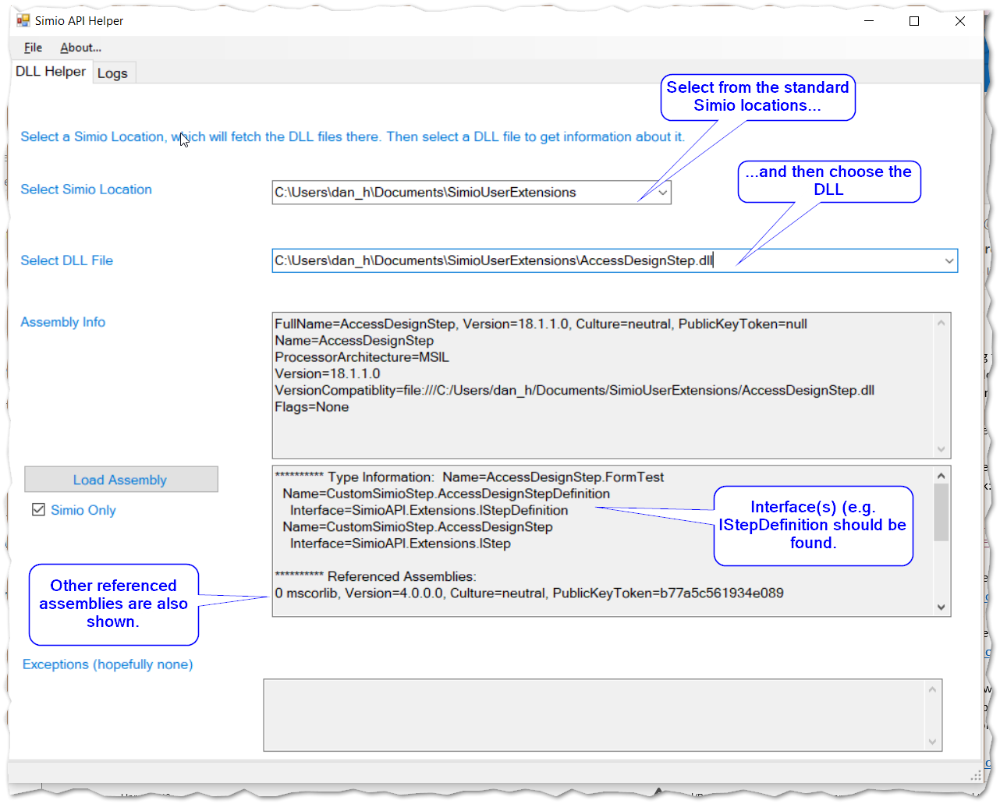 Simio API Helper
File About...
DLL Helper Logs
Select from the standard
Simio locations...
Select a Simio Location, which will fetch the DLL files there. Then select a DLL file to get information about it.
...and then choose the
DLL
Select Simio Location
C:\Users\dan_h\Documents\SimioUserExtensions
Select DLL File
C:\Users\dan_h\Documents\SimioUserExtensions\AccessDesignStep.dll
Assembly Info
FullName=AccessDesignStep, Version=18.1.1.0, Culture=neutral, PublicKeyToken=null
Name=AccessDesignStep
ProcessorArchitecture=MSIL
Version=18.1.1.0
VersionCompatiblity=file:///C:/Users/dan_h/Documents/SimioUserExtensions/AccessDesignStep.dll
Flags=None
Load Assembly
Simio Only
********** Type Information:  Name=AccessDesignStep.FormTest
Name=CustomSimioStep.AccessDesignStepDefinition
Interface=SimioAPI.Extensions.IStepDefinition
Name=CustomSimioStep.AccessDesignStep
Interface=SimioAPI.Extensions.IStep
********** Referenced Assemblies:
0 mscorlib, Version=4.0.0.0, Culture=neutral, PublicKeyToken=b77a5c561934e089
Interface(s) (e.g.
IStepDefinition should be
found.
Other referenced
assemblies are also
shown.
Exceptions (hopefully none)